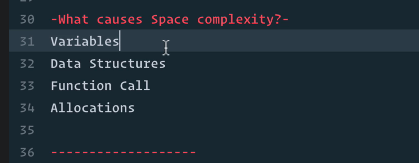 30 -What causes Space complexity?-
31 Variables
32 Data Structures
33 Function Call
34 Allocations
35
36 -------------------